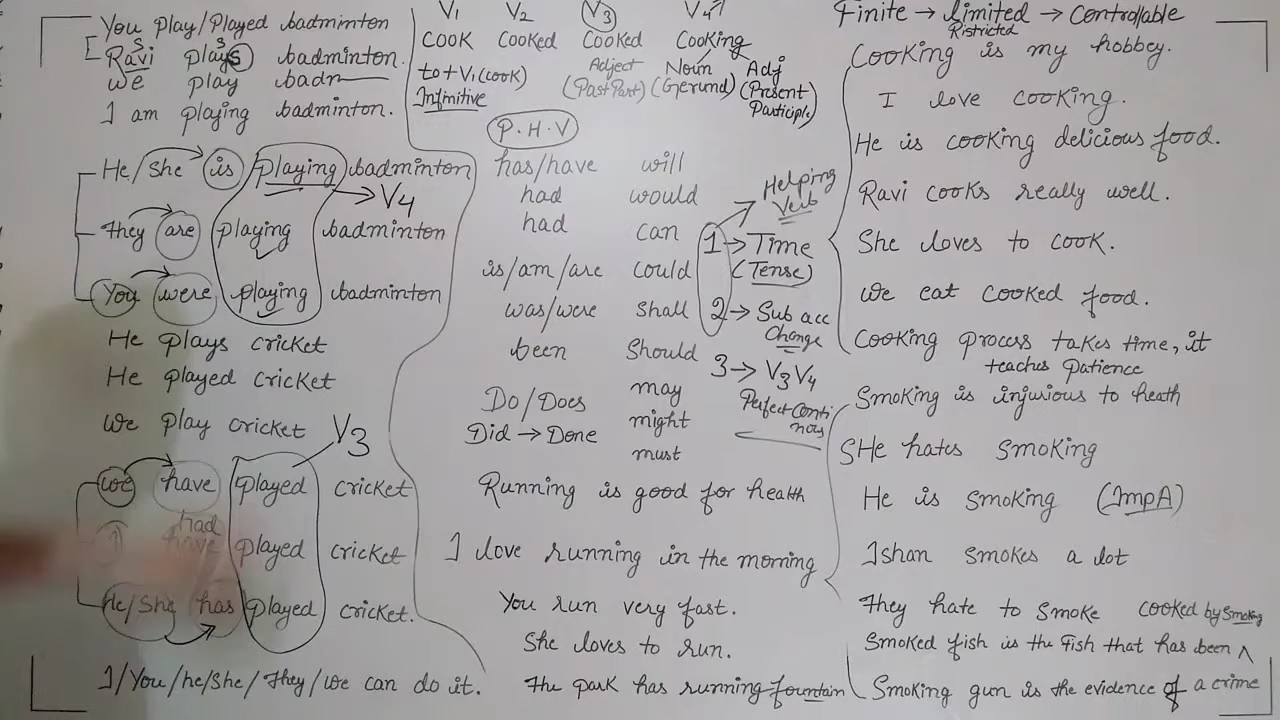 You play/Played badminton
Ravi plays badminton.
s s
we play badn
I am playing badminton.
He/She is playing badminton
V4
They are playing badminton
You were playing badminton
He plays cricket
He played cricket
we play cricket
V3
we have played cricket
had
I have played cricket
he/She has played cricket.
I/You/he/She/They/we can do it.
V1 V2 V3 V4
COOK Cooked Cooked Cooking
to+V1(cook)
Infinitive
Adject
(Past Part)
Noun
(Gerund)
Adj
(Present
Participle)
P.H.V
has/have will
had would
had can
is/am/are could
was/were Shall
been Should
Do/Does may
Did → Done might
must
Helping
Verb
1 → Time
(Tense)
2 → Sub acc
Change
3 → V3 V4
Perfect Conti
nous
Running is good for health
I love running in the morning
You run very fast.
She loves to run.
The park has running fountain
Finite → Limited → Controllable
Ristricted
Cooking is my hobbey.
I love cooking.
He is cooking delicious food.
Ravi cooks really well.
She loves to cook.
We eat cooked food.
Cooking process takes time, it
teaches Patience
Smoking is injuious to heath
SHe hates smoking
He is smoking (ImpA)
Ishan smokes a lot
They hate to smoke
cooked by smoking
Smoked fish is the Fish that has been ^
Smoking gun is the evidence of a crime